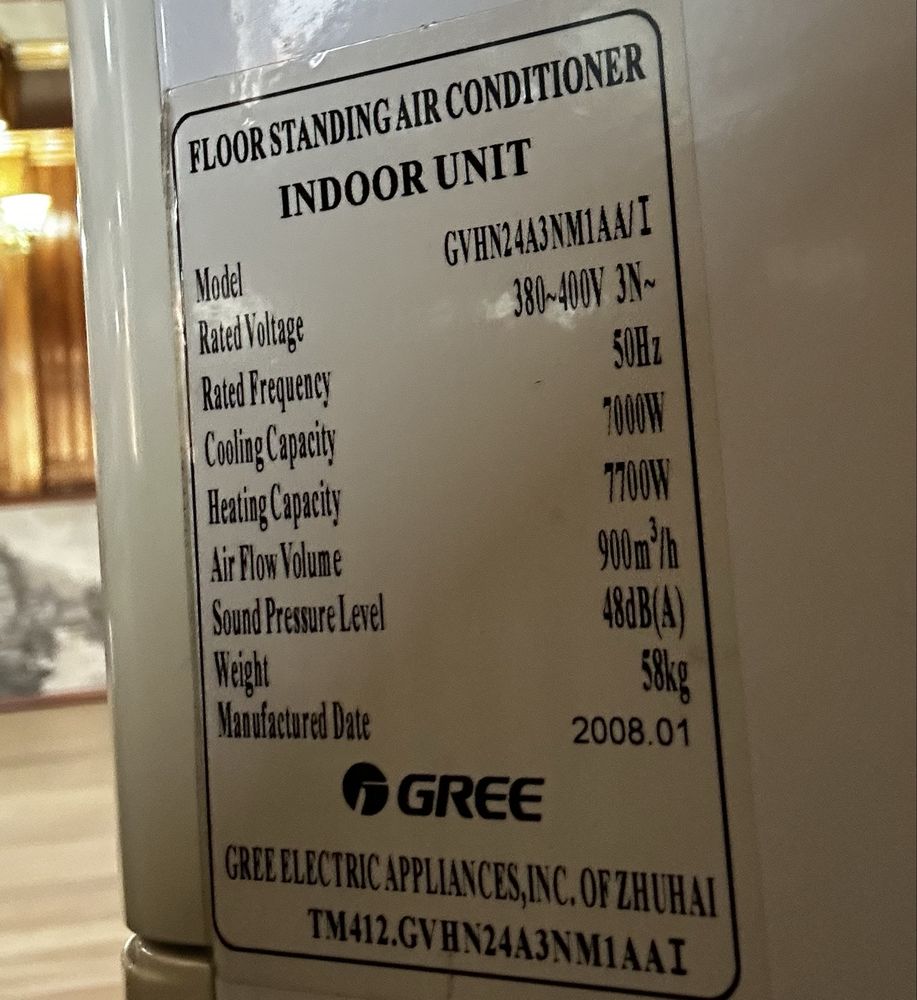 FLOOR STANDING AIR CONDITIONER
INDOOR UNIT
Model GVHN24A3NM1AA/I
Rated Voltage 380~400V 3N~
Rated Frequency 50Hz
Cooling Capacity 7000W
Heating Capacity 7700W
Air Flow Volume 900m³/h
Sound Pressure Level 48dB(A)
Weight 58kg
Manufactured Date 2008.01
GREE
GREE ELECTRIC APPLIANCES,INC. OF ZHUHAI
TM412.GVHN24A3NM1AAI